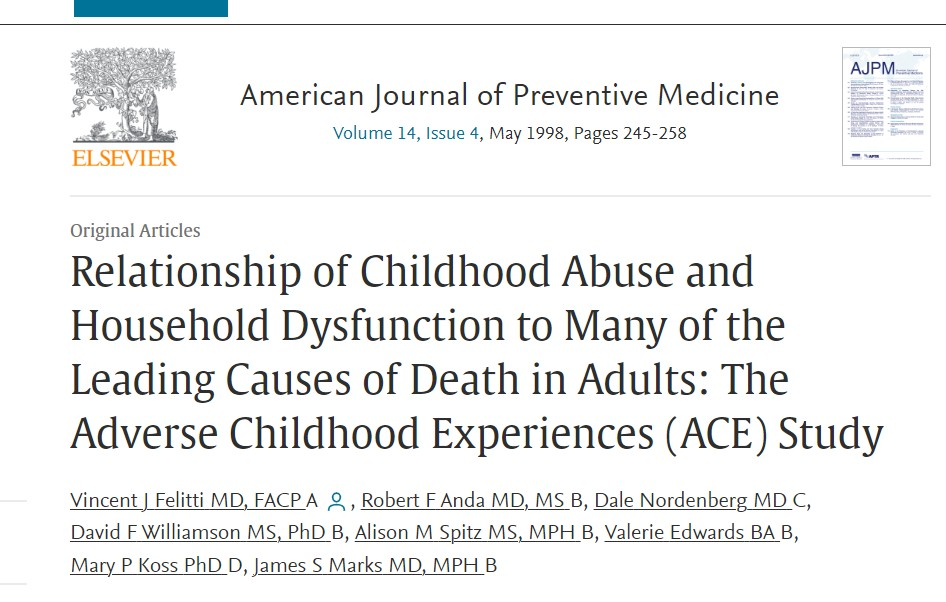 ELSEVIER
American Journal of Preventive Medicine
Volume 14, Issue 4, May 1998, Pages 245-258
AJPM
Original Articles
Relationship of Childhood Abuse and
Household Dysfunction to Many of the
Leading Causes of Death in Adults: The
Adverse Childhood Experiences (ACE) Study
Vincent J Felitti MD, FACP A , Robert F Anda MD, MS B, Dale Nordenberg MD C,
David F Williamson MS, PhD B, Alison M Spitz MS, MPH B, Valerie Edwards BA B,
Mary P Koss PhD D, James S Marks MD, MPH B